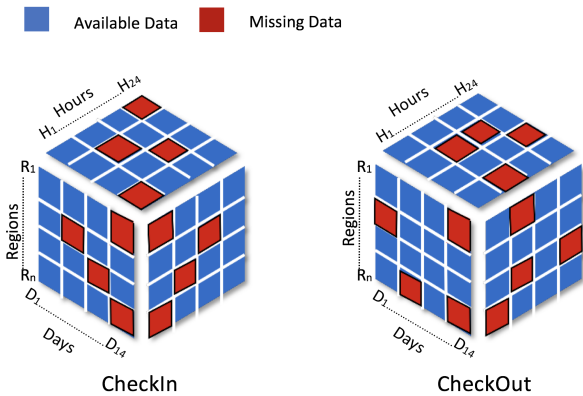 Available Data
Missing Data
Hours
H1
H24
R1
Regions
Rn
D1
Days
D14
CheckIn
Hours
H1
H24
R1
Regions
Rn
D1
Days
D14
CheckOut